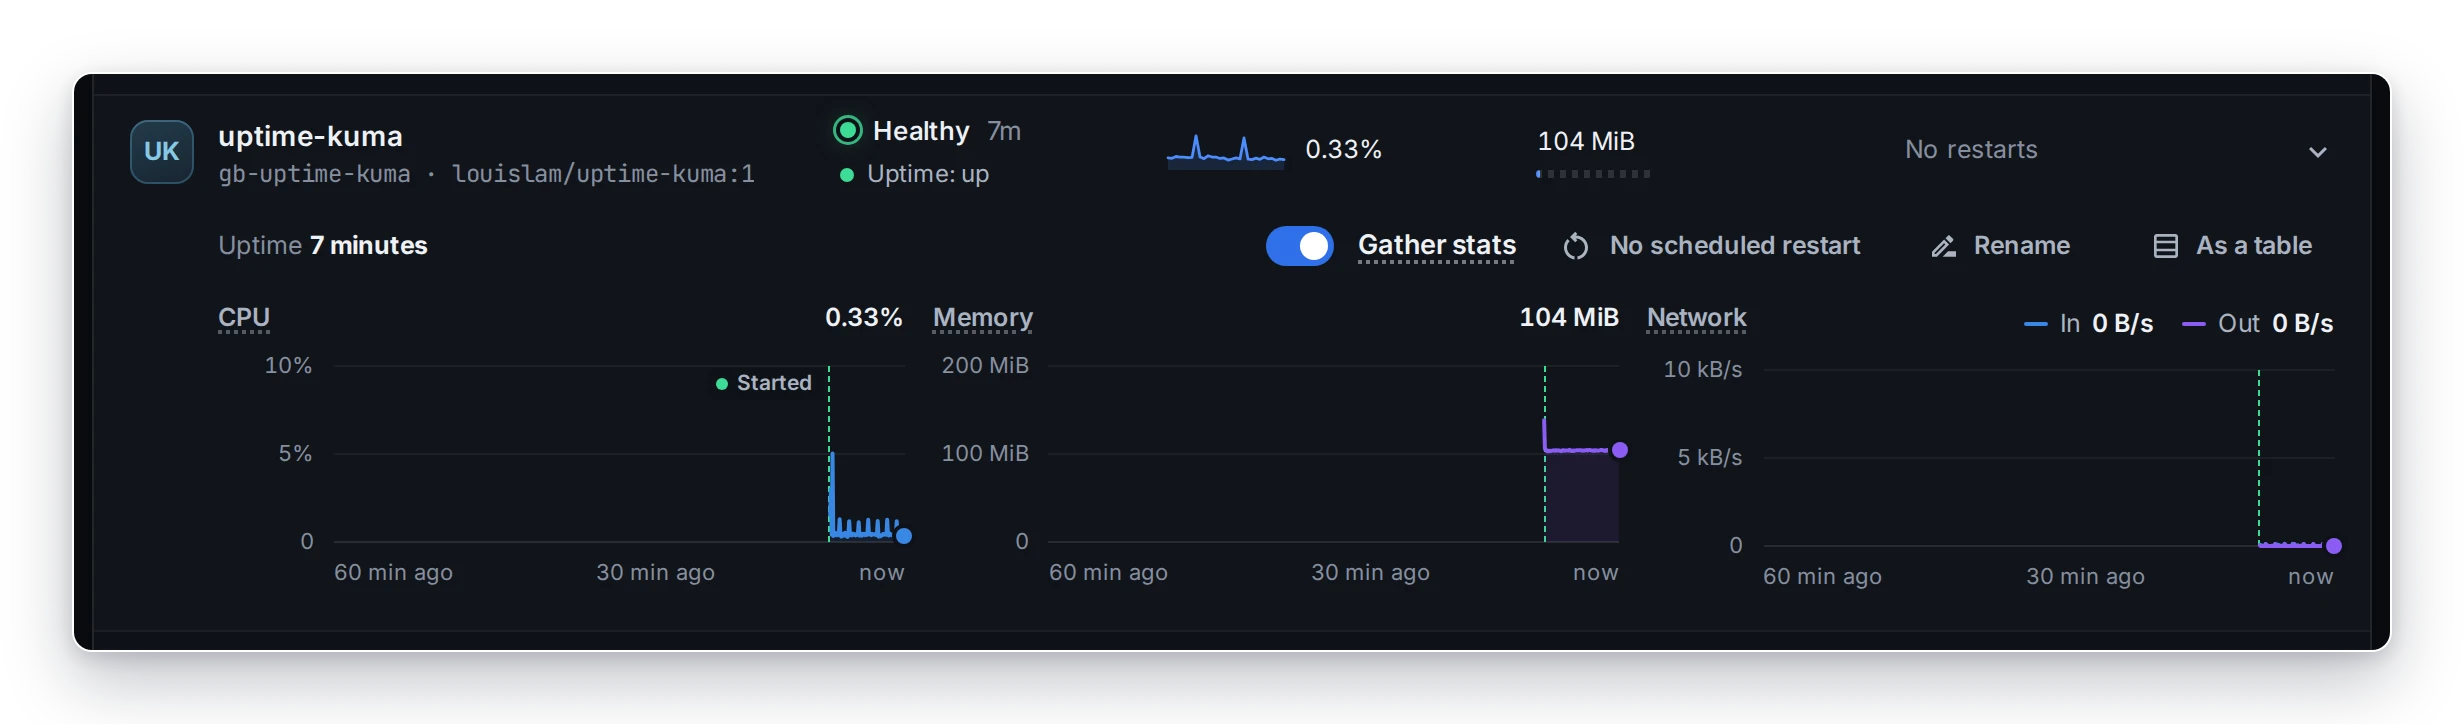 UK
uptime-kuma
gb-uptime-kuma · louislam/uptime-kuma:1
Healthy 7m
Uptime: up
0.33%
104 MiB
No restarts
Uptime 7 minutes
Gather stats
No scheduled restart
Rename
As a table
CPU 0.33%
10%
Started
5%
0
60 min ago 30 min ago now
Memory 104 MiB
200 MiB
100 MiB
0
60 min ago 30 min ago now
Network In 0 B/s Out 0 B/s
10 kB/s
5 kB/s
0
60 min ago 30 min ago now